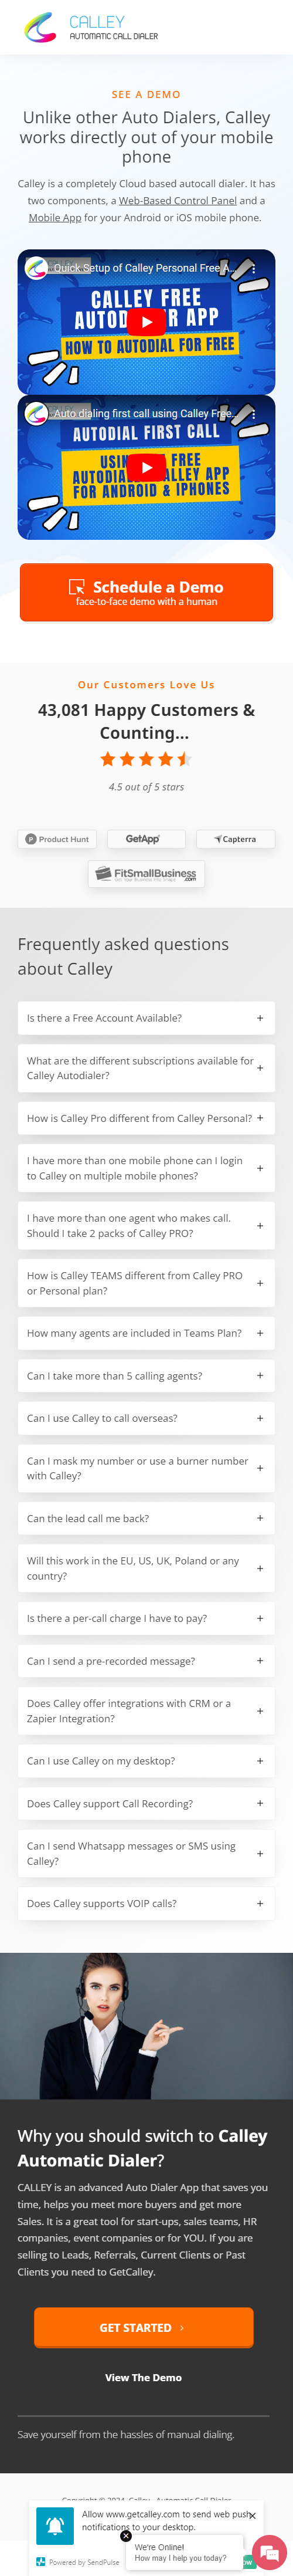 CALLEY
AUTOMATIC CALL DIALER
SEE A DEMO
Unlike other Auto Dialers, Calley
works directly out of your mobile
phone
Calley is a completely Cloud based autocall dialer. It has
two components, a Web-Based Control Panel and a
Mobile App for your Android or iOS mobile phone.
Quick Setup of Calley Personal Free A...
CALLEY FREE
AUTODIALER APP
HOW TO AUTODIAL FOR FREE
Auto dialing first call using Calley Free...
AUTODIAL FIRST CALL
USING FREE
AUTODIALER CALLEY APP
FOR ANDROID & IPHONES
Schedule a Demo
face-to-face demo with a human
Our Customers Love Us
43,081 Happy Customers &
Counting...
4.5 out of 5 stars
Product Hunt
GetApp
Capterra
FitSmallBusiness
.com
Frequently asked questions
about Calley
Is there a Free Account Available?
What are the different subscriptions available for
Calley Autodialer?
How is Calley Pro different from Calley Personal?
I have more than one mobile phone can I login
to Calley on multiple mobile phones?
I have more than one agent who makes call.
Should I take 2 packs of Calley PRO?
How is Calley TEAMS different from Calley PRO
or Personal plan?
How many agents are included in Teams Plan?
Can I take more than 5 calling agents?
Can I use Calley to call overseas?
Can I mask my number or use a burner number
with Calley?
Can the lead call me back?
Will this work in the EU, US, UK, Poland or any
country?
Is there a per-call charge I have to pay?
Can I send a pre-recorded message?
Does Calley offer integrations with CRM or a
Zapier Integration?
Can I use Calley on my desktop?
Does Calley support Call Recording?
Can I send Whatsapp messages or SMS using
Calley?
Does Calley supports VOIP calls?
Why you should switch to Calley
Automatic Dialer?
CALLEY is an advanced Auto Dialer App that saves you
time, helps you meet more buyers and get more
Sales. It is a great tool for start-ups, sales teams, HR
companies, event companies or for YOU. If you are
selling to Leads, Referrals, Current Clients or Past
Clients you need to GetCalley.
GET STARTED
View The Demo
Save yourself from the hassles of manual dialing.
Allow www.getcalley.com to send web push
notifications to your desktop.
We're Online!
How may I help you today?
Powered by SendPulse